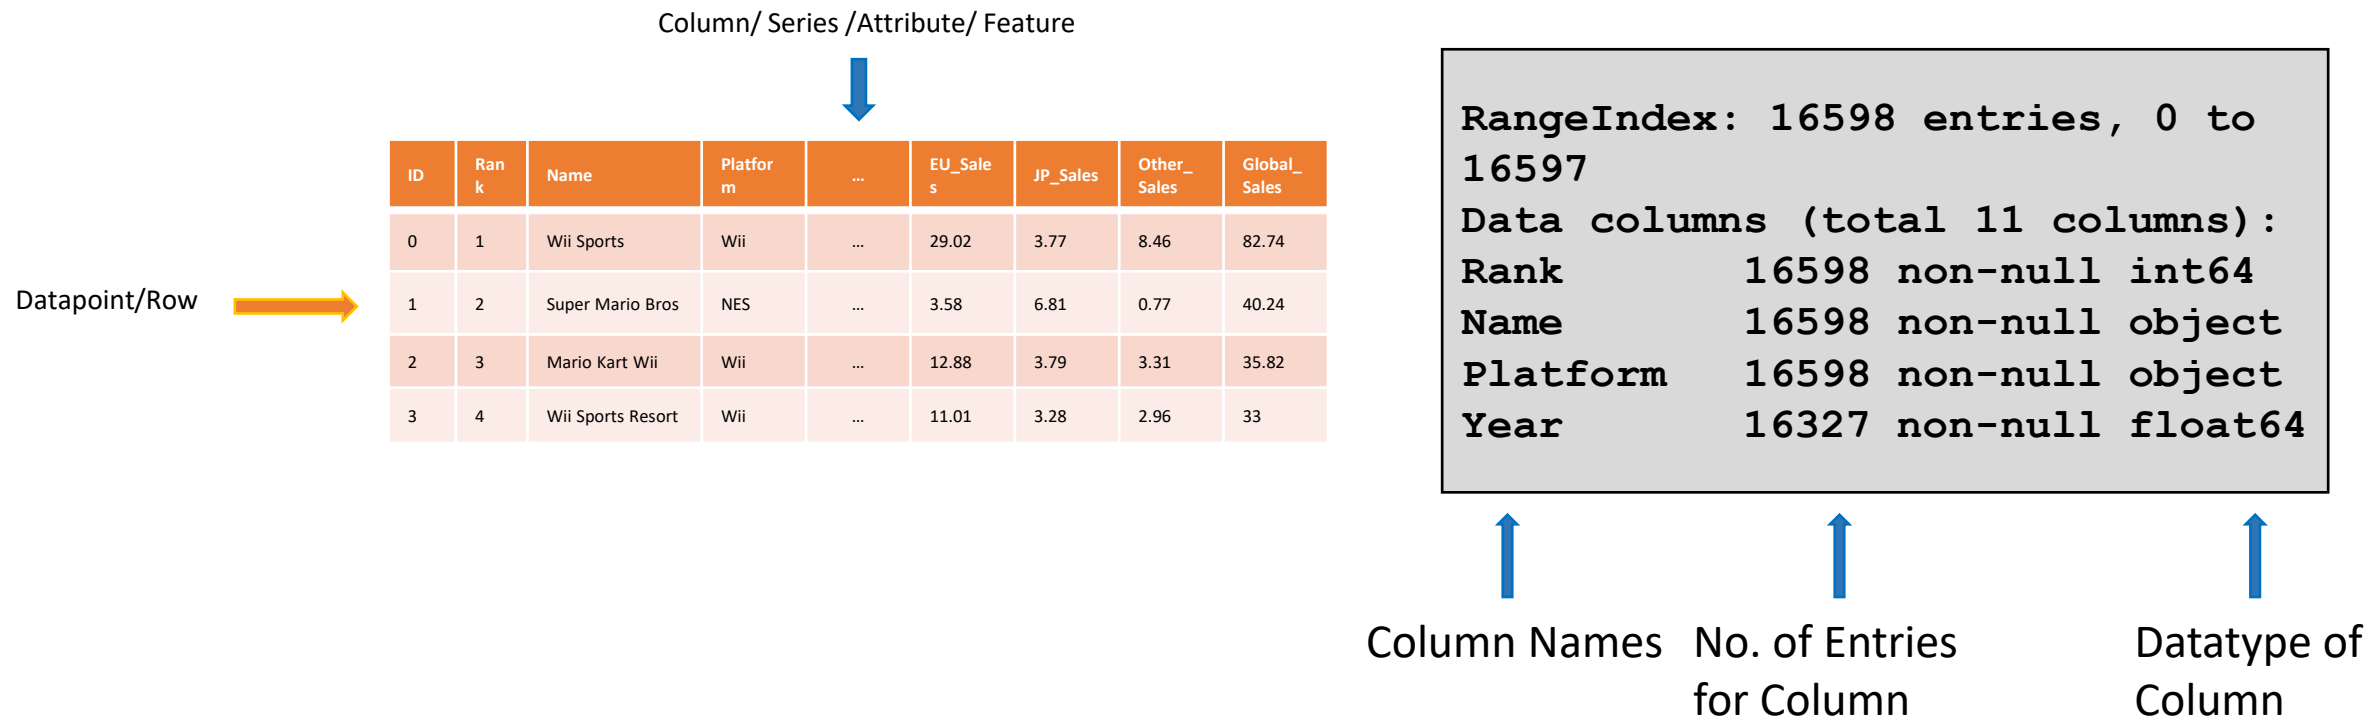 Column/ Series /Attribute/ Feature
Datapoint/Row
ID Ran Name Platfor ... EU_Sale JP_Sales Other_ Global_
k m s Sales Sales
0 1 Wii Sports Wii ... 29.02 3.77 8.46 82.74
1 2 Super Mario Bros NES ... 3.58 6.81 0.77 40.24
2 3 Mario Kart Wii Wii ... 12.88 3.79 3.31 35.82
3 4 Wii Sports Resort Wii ... 11.01 3.28 2.96 33
RangeIndex: 16598 entries, 0 to
16597
Data columns (total 11 columns):
Rank 16598 non-null int64
Name 16598 non-null object
Platform 16598 non-null object
Year 16327 non-null float64
Column Names
No. of Entries
for Column
Datatype of
Column